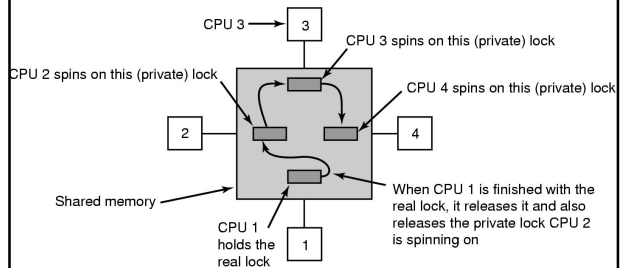 CPU 3
3
CPU 3 spins on this (private) lock
CPU 2 spins on this (private) lock
CPU 4 spins on this (private) lock
2
4
Shared memory
When CPU 1 is finished with the
real lock, it releases it and also
releases the private lock CPU 2
is spinning on
CPU 1
holds the
real lock
1